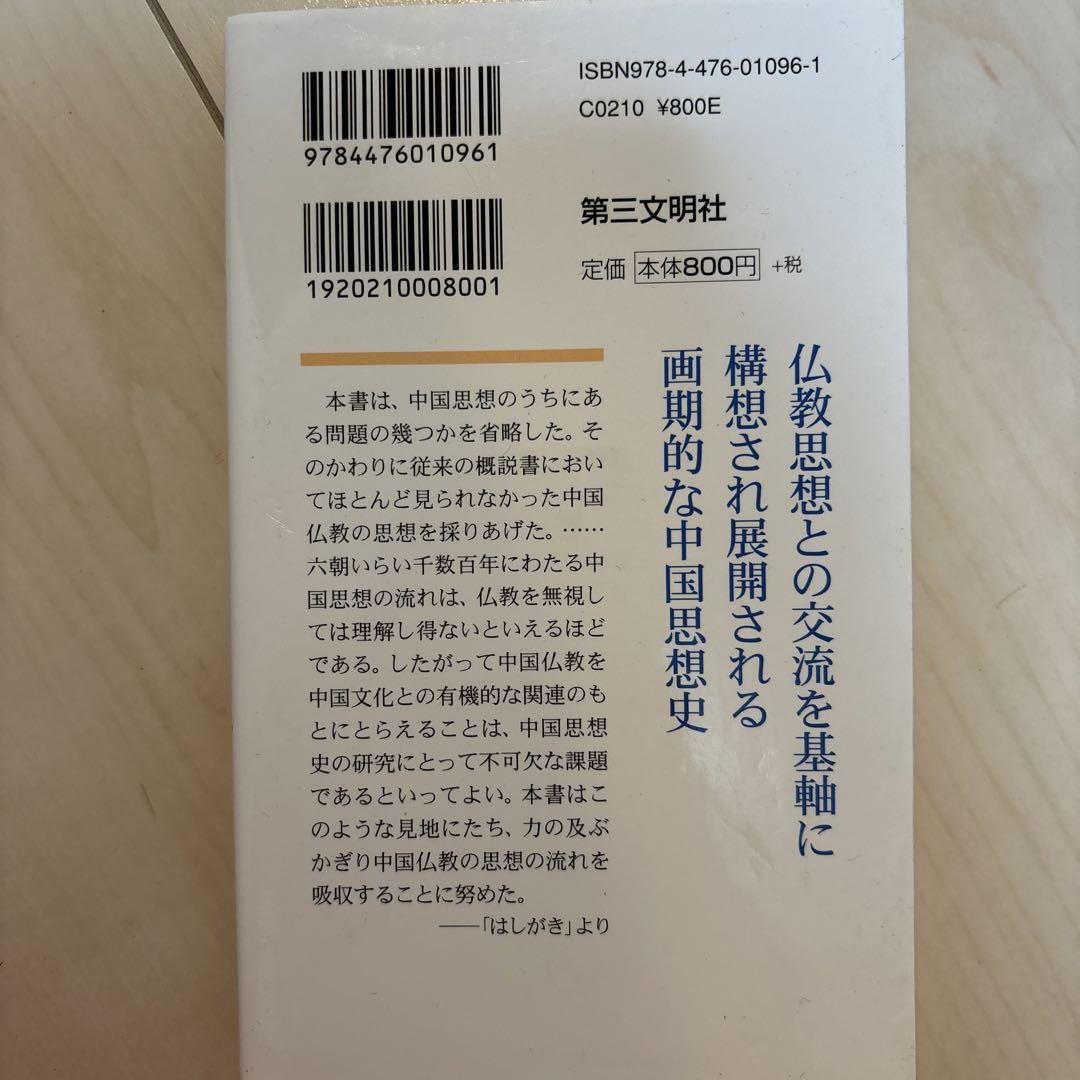 ISBN978-4-476-01096-1
C0210 ¥800E
9784476010961
第三文明社
定価 本体800円 +税
1920210008001
仏教思想との交流を基軸に
構想され展開される
画期的な中国思想史
本書は、中国思想のうちにあ
る問題の幾つかを省略した。そ
のかわりに従来の概説書におい
てほとんど見られなかった中国
仏教の思想を採りあげた。……
六朝いらい千数百年にわたる中
国思想の流れは、仏教を無視し
ては理解し得ないといえるほど
である。したがって中国仏教を
中国文化との有機的な関連のも
とにとらえることは、中国思想
史の研究にとって不可欠な課題
であるといってよい。本書はこ
のような見地にたち、力の及ぶ
かぎり中国仏教の思想の流れを
吸収することに努めた。
——「はしがき」より